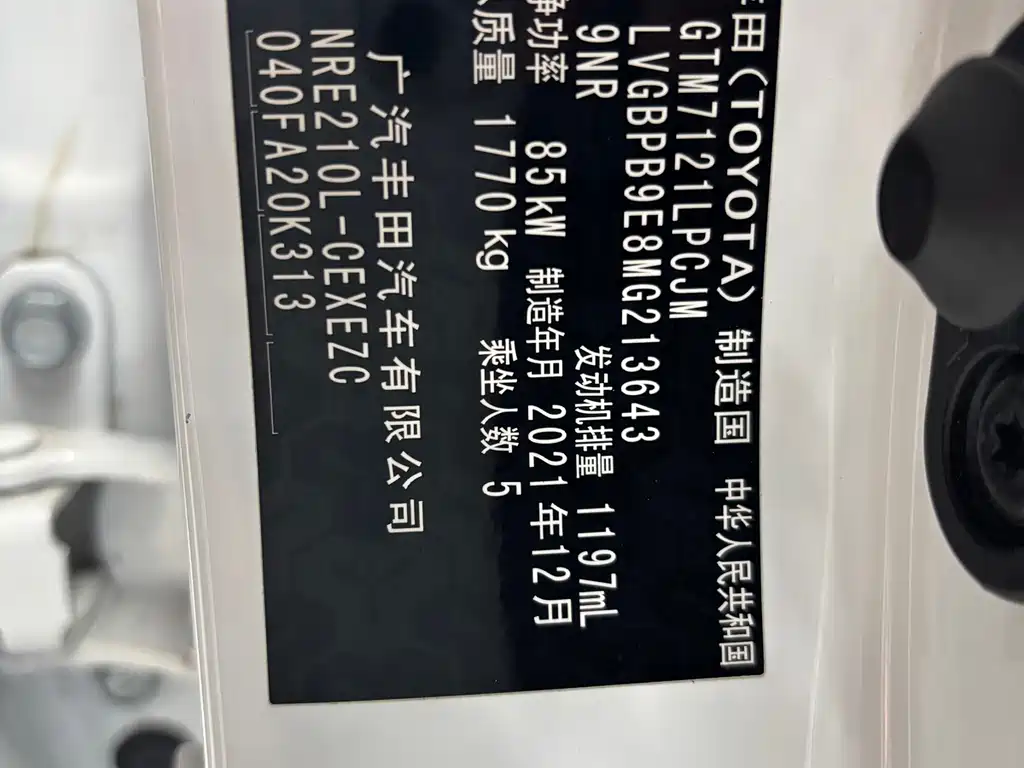 丰田(TOYOTA) 制造国 中华人民共和国
GTM7121LPCJM
LVGBPB9E8MG213643
9NR 发动机排量 1197mL
净功率 85kW 制造年月 2021年12月
人质量 1770kg 乘坐人数 5
广汽丰田汽车有限公司
NRE210L-CEXEZC
040FA20K313